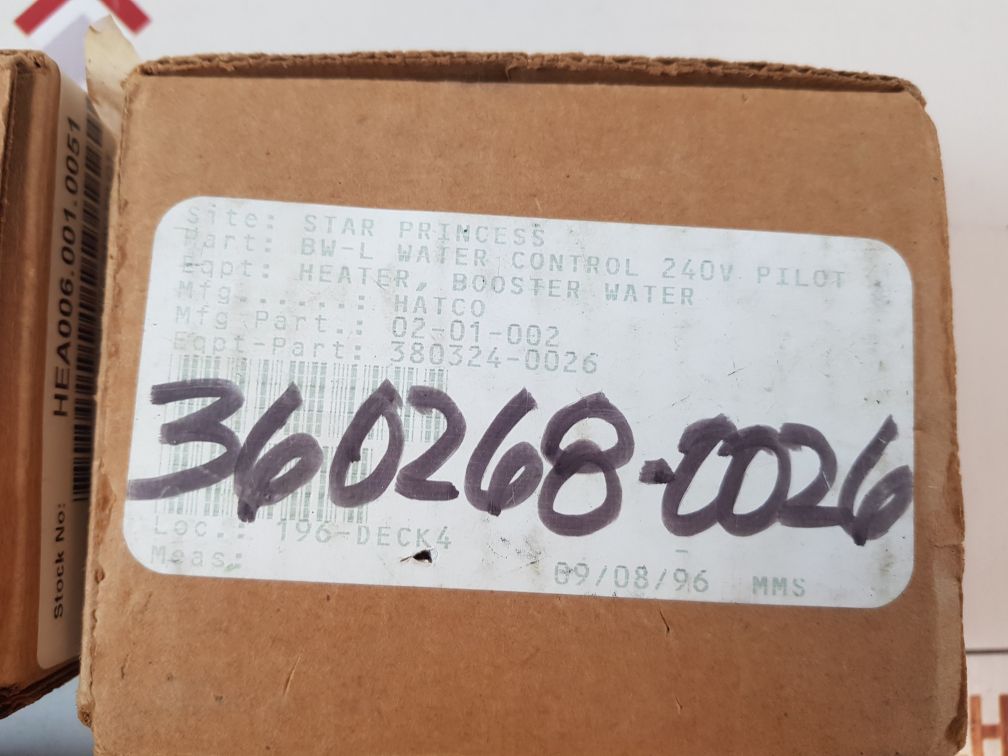 Site: STAR PRINCESS
Part: BW-L WATER CONTROL 240V PILOT
Eqpt: HEATER, BOOSTER WATER
Mfg......: HATCO
Mfg Part.: 02-01-002
Eqpt-Part: 380324-0026
360268-0026
Loc.: 196-DECK4
Meas:
09/08/96 MMS
Stock No: HEA006.001.0051